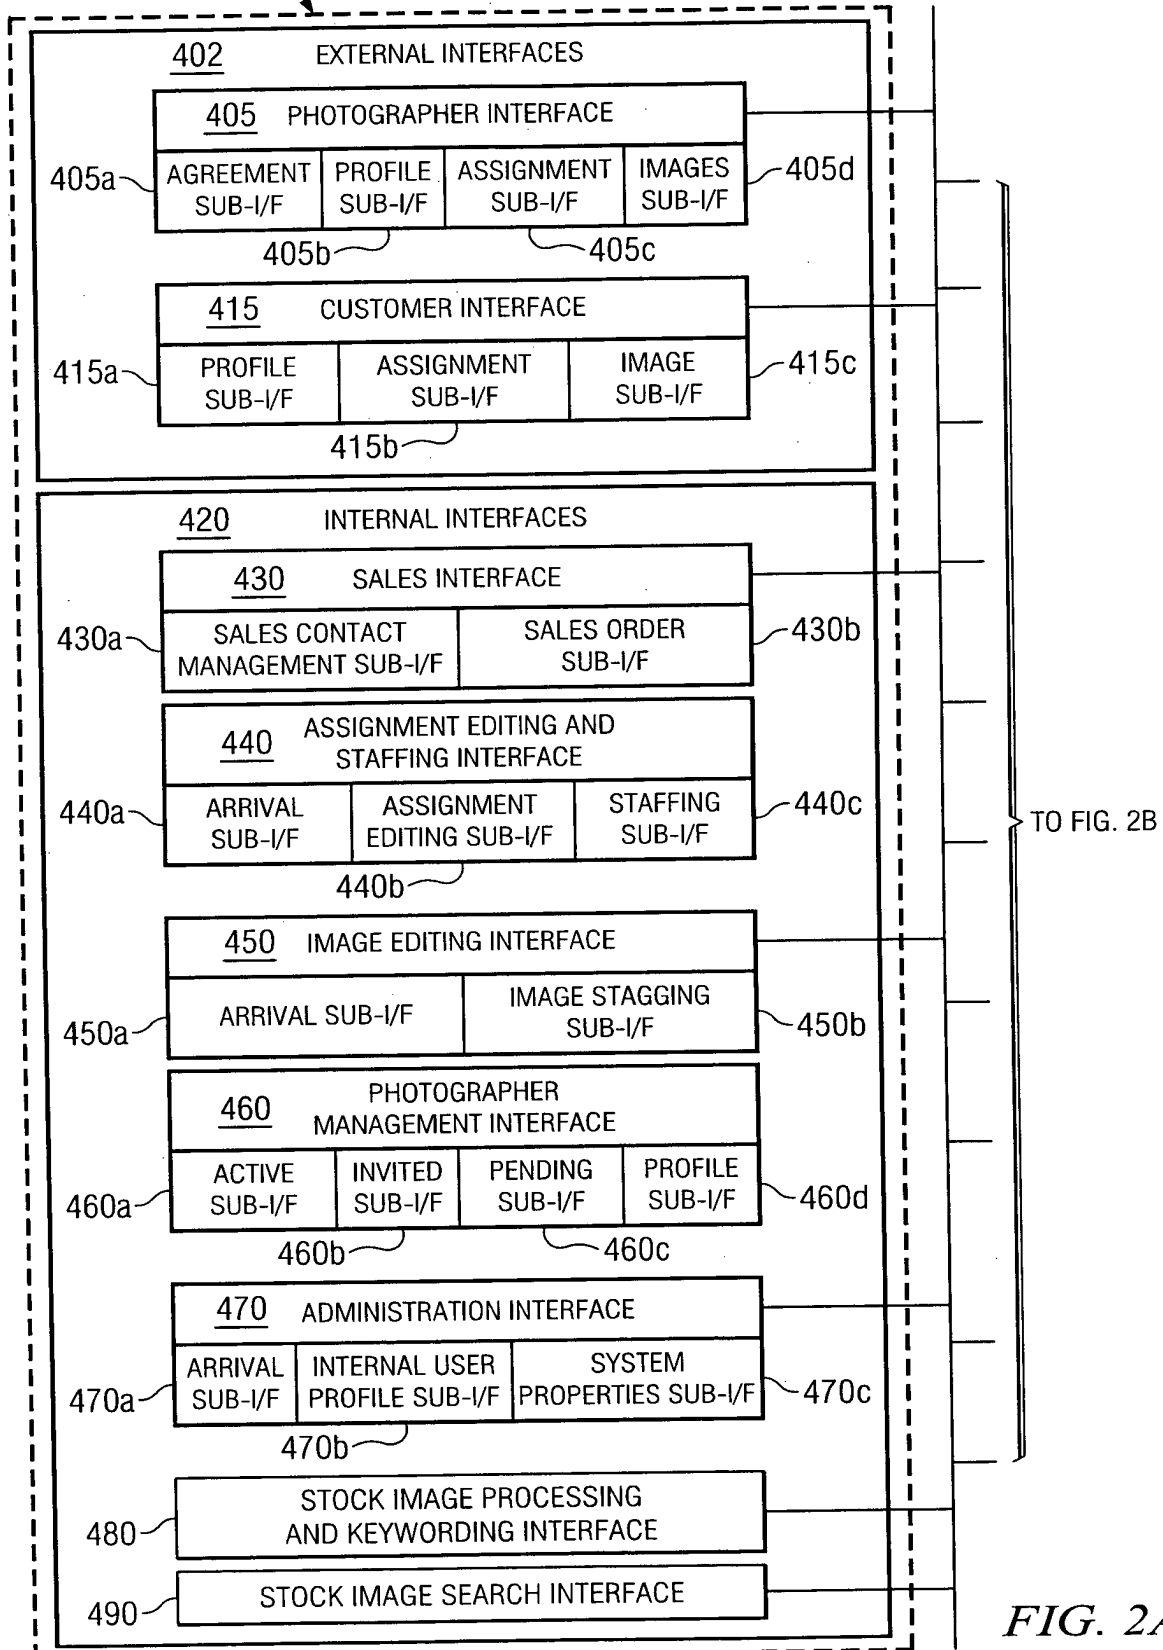 402 EXTERNAL INTERFACES
405 PHOTOGRAPHER INTERFACE
405a
AGREEMENT SUB-I/F
PROFILE SUB-I/F
ASSIGNMENT SUB-I/F
IMAGES SUB-I/F
405d
405b
405c
415 CUSTOMER INTERFACE
415a
PROFILE SUB-I/F
ASSIGNMENT SUB-I/F
IMAGE SUB-I/F
415c
415b
420 INTERNAL INTERFACES
430 SALES INTERFACE
430a
SALES CONTACT
MANAGEMENT SUB-I/F
SALES ORDER
SUB-I/F
430b
440 ASSIGNMENT EDITING AND
STAFFING INTERFACE
440a
ARRIVAL
SUB-I/F
ASSIGNMENT
EDITING SUB-I/F
STAFFING
SUB-I/F
440c
440b
TO FIG. 2B
450 IMAGE EDITING INTERFACE
450a
ARRIVAL SUB-I/F
IMAGE STAGGING
SUB-I/F
450b
460 PHOTOGRAPHER
MANAGEMENT INTERFACE
460a
ACTIVE
SUB-I/F
INVITED
SUB-I/F
PENDING
SUB-I/F
PROFILE
SUB-I/F
460d
460b
460c
470 ADMINISTRATION INTERFACE
470a
ARRIVAL
SUB-I/F
INTERNAL USER
PROFILE SUB-I/F
SYSTEM
PROPERTIES SUB-I/F
470c
470b
480
STOCK IMAGE PROCESSING
AND KEYWORDING INTERFACE
490
STOCK IMAGE SEARCH INTERFACE
FIG. 2A